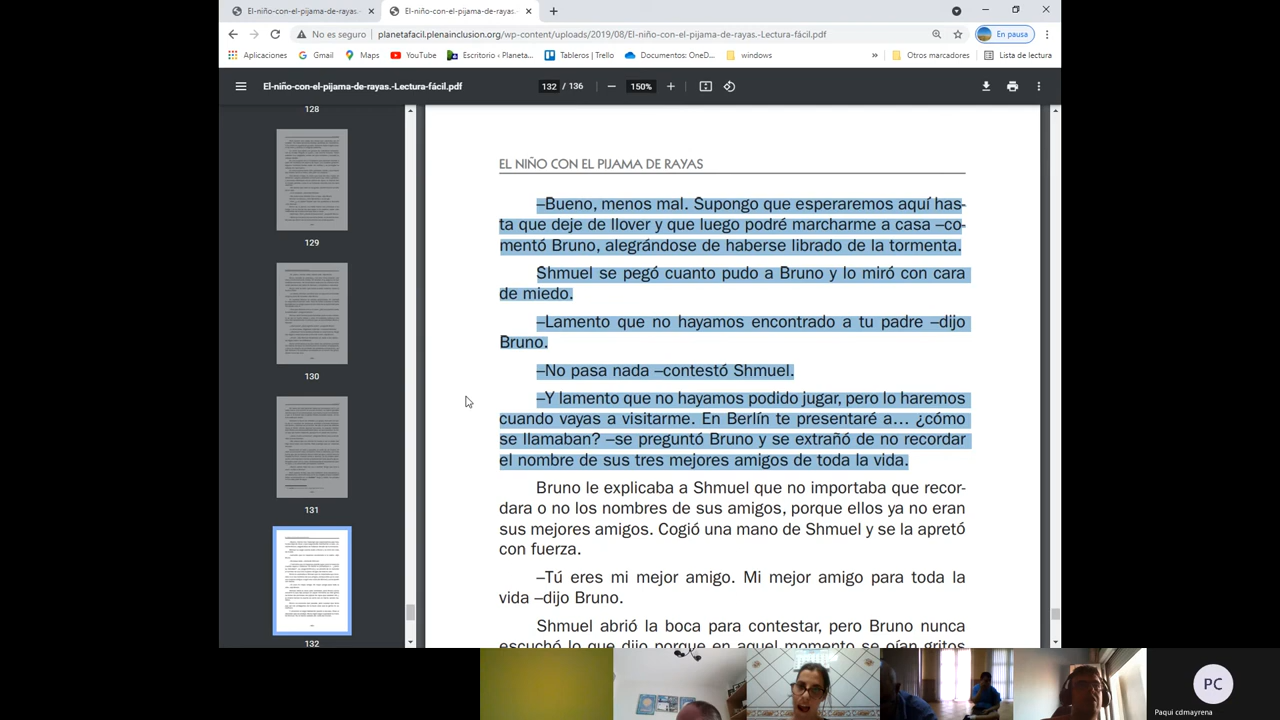 El-niño-con-el-pijama-de-rayas.-
El-niño-con-el-pijama-de-rayas.-
No es seguro
planetafacil.plenainclusion.org/wp-content/uploads/2019/08/El-niño-con-el-pijama-de-rayas.-Lectura-fácil.pdf
En pausa
Aplicaciones
Gmail
Maps
YouTube
Escritorio ‹ Planeta...
Tableros | Trello
Documentos: OneD...
windows
»
Otros marcadores
Lista de lectura
El-niño-con-el-pijama-de-rayas.-Lectura-fácil.pdf
132 / 136
150%
128
129
130
131
132
EL NIÑO CON EL PIJAMA DE RAYAS
–Bueno, menos mal. Supongo que esperaremos aquí has-
ta que deje de llover y que luego podré marcharme a casa –co-
mentó Bruno, alegrándose de haberse librado de la tormenta.
Shmuel se pegó cuanto pudo a Bruno y lo miró con cara
de miedo.
–Lamento que no hayamos encontrado a tu padre –dijo
Bruno.
–No pasa nada –contestó Shmuel.
–Y lamento que no hayamos podido jugar, pero lo haremos
cuando vayas a visitarme. En Berlín te presentaré a... ¿cómo
se llamaban? –se preguntó Bruno y se extrañó de no recordar
el nombre de sus tres mejores amigos de toda la vida.
Bruno le explicaba a Shmuel que no importaba que recor-
dara o no los nombres de sus amigos, porque ellos ya no eran
sus mejores amigos. Cogió la mano de Shmuel y se la apretó
con fuerza.
–Tú eres mi mejor amigo. Mi mejor amigo para toda la
vida –dijo Bruno.
Shmuel abrió la boca para contestar, pero Bruno nunca
escuchó lo que dijo porque en aquel momento se oían gritos
PC
Paqui cdmayrena